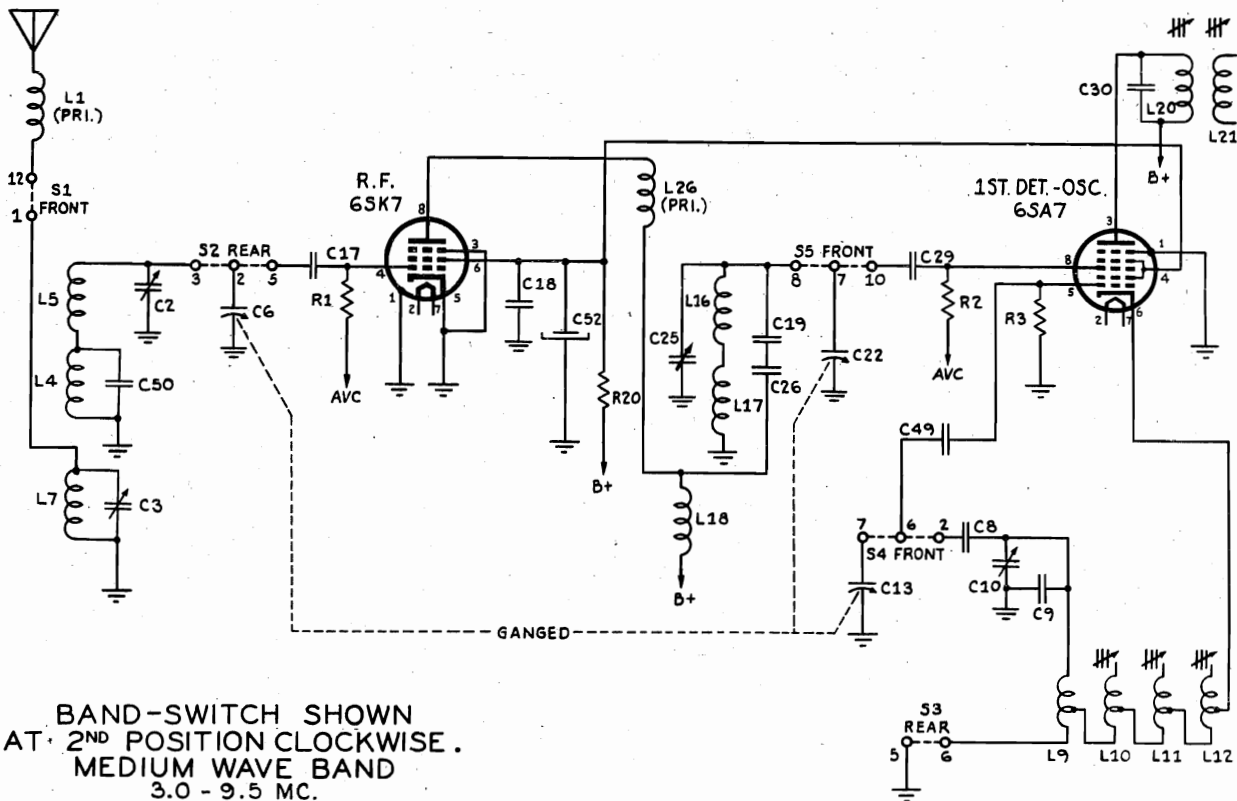 L1
(PRI.)
12
S1
FRONT
1
L5
C2
L4
C50
L7
C3
S2 REAR
3
2
5
C6
C17
R1
AVC
R.F.
6SK7
8
3
6
4
1
2
7
5
C18
C52
R20
B+
L26
(PRI.)
C25
L16
L17
C19
C26
L18
B+
S5 FRONT
8
7
10
C22
C29
R2
AVC
R3
1ST. DET.-OSC.
6SA7
3
1
8
4
5
2
7
6
C30
L20
L21
B+
C49
7
6
2
S4 FRONT
C8
C13
C10
C9
GANGED
S3
REAR
5
6
L9
L10
L11
L12
BAND-SWITCH SHOWN
AT 2ND POSITION CLOCKWISE.
MEDIUM WAVE BAND
3.0 - 9.5 MC.